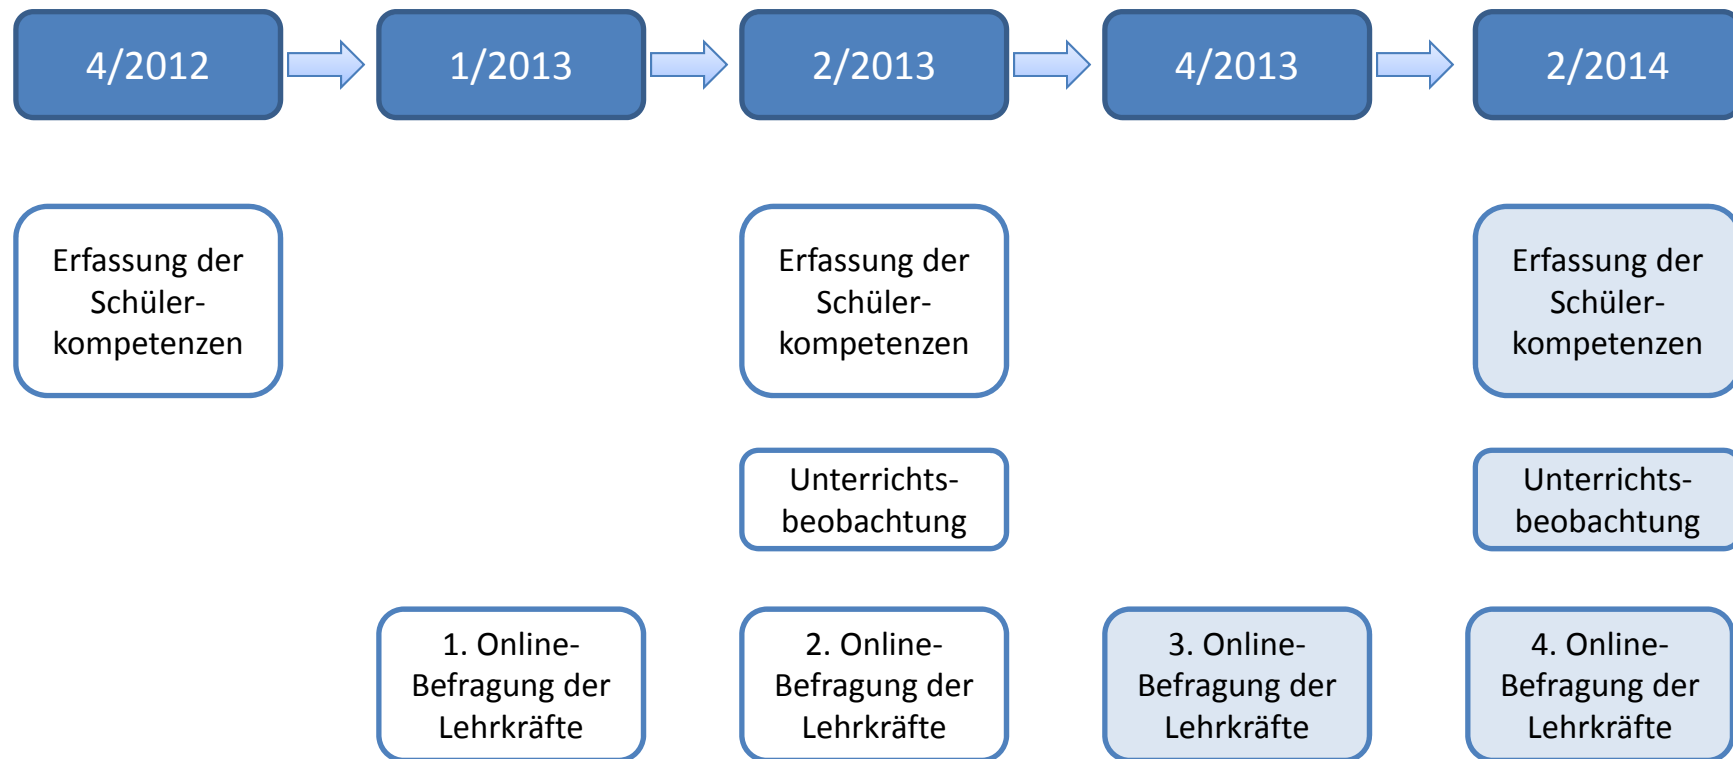 4/2012
1/2013
2/2013
4/2013
2/2014
Erfassung der
Schüler-
kompetenzen
Erfassung der
Schüler-
kompetenzen
Erfassung der
Schüler-
kompetenzen
Unterrichts-
beobachtung
Unterrichts-
beobachtung
1. Online-
Befragung der
Lehrkräfte
2. Online-
Befragung der
Lehrkräfte
3. Online-
Befragung der
Lehrkräfte
4. Online-
Befragung der
Lehrkräfte